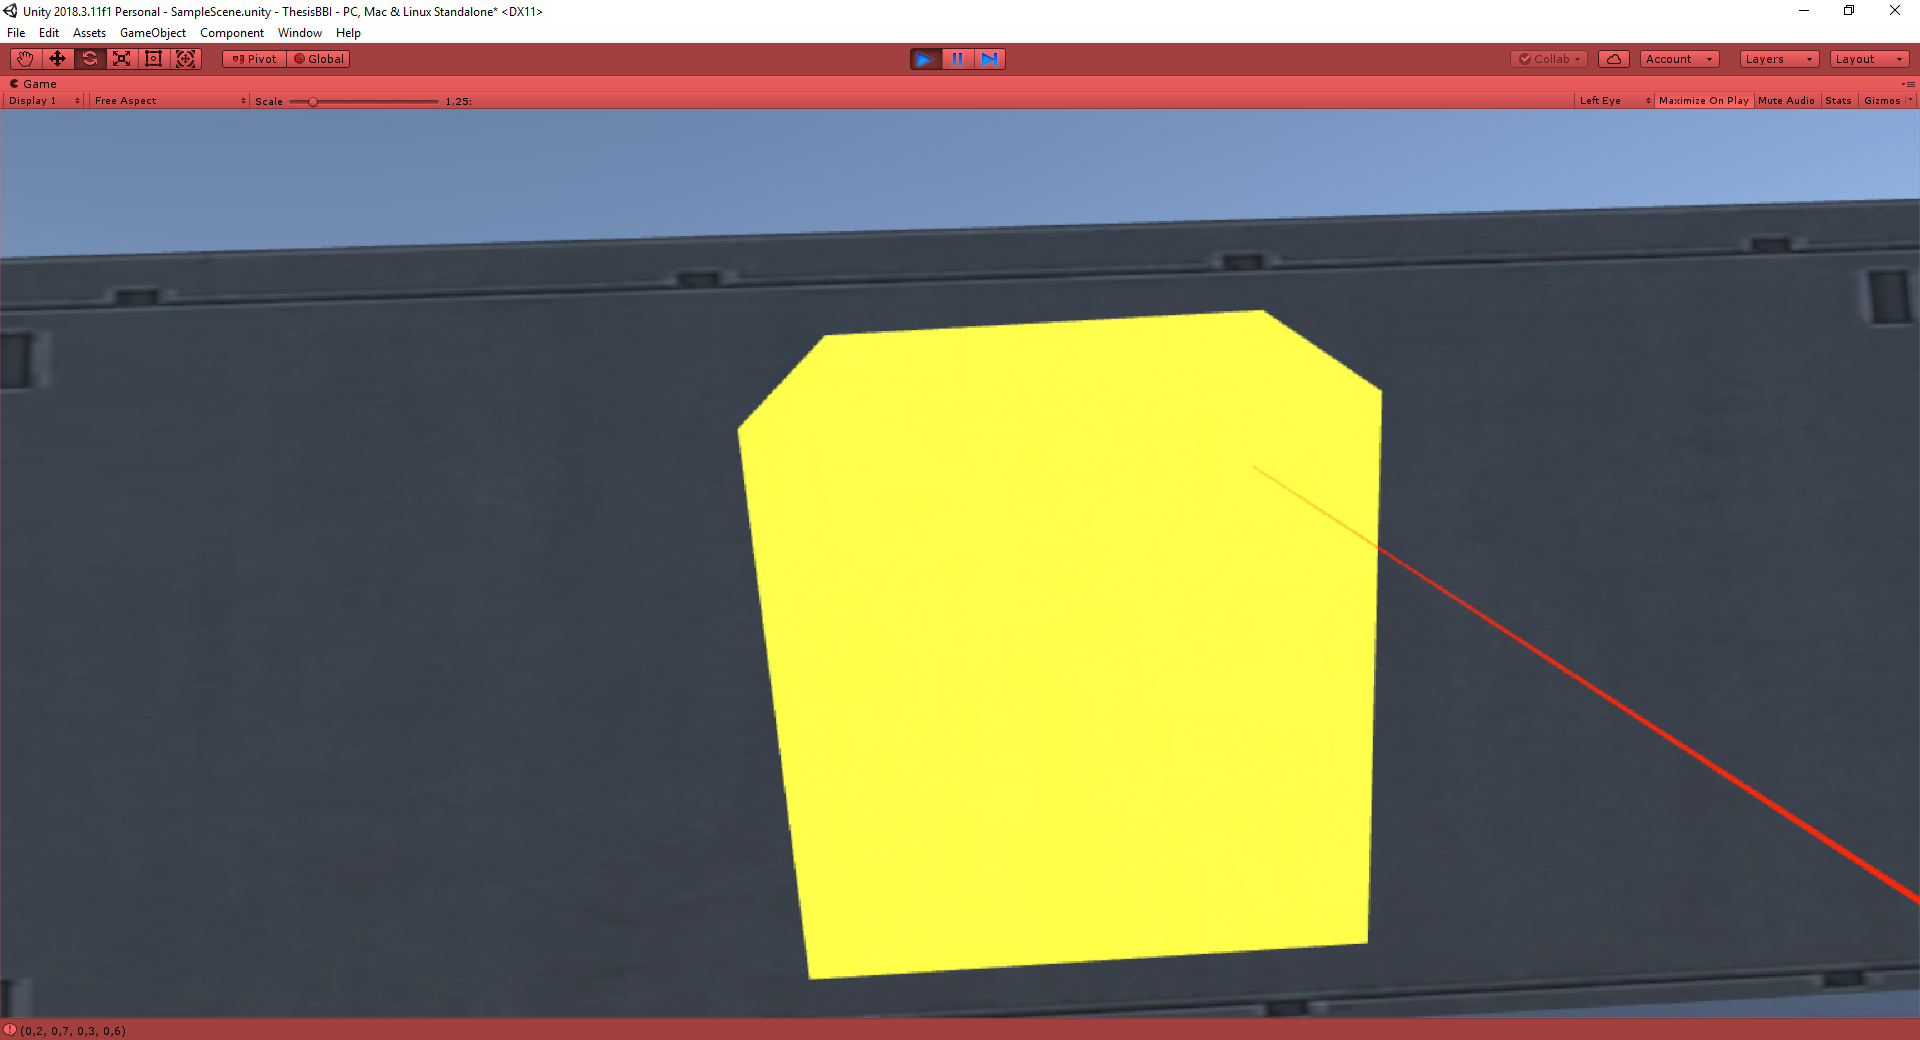 Unity 2018.3.11f1 Personal - SampleScene.unity - ThesisBBI - PC, Mac & Linux Standalone* <DX11>
File Edit Assets GameObject Component Window Help
Pivot Global Collab Account Layers Layout
Game
Display 1 Free Aspect Scale 1,25: Left Eye Maximize On Play Mute Audio Stats Gizmos
(0,2, 0,7, 0,3, 0,6)